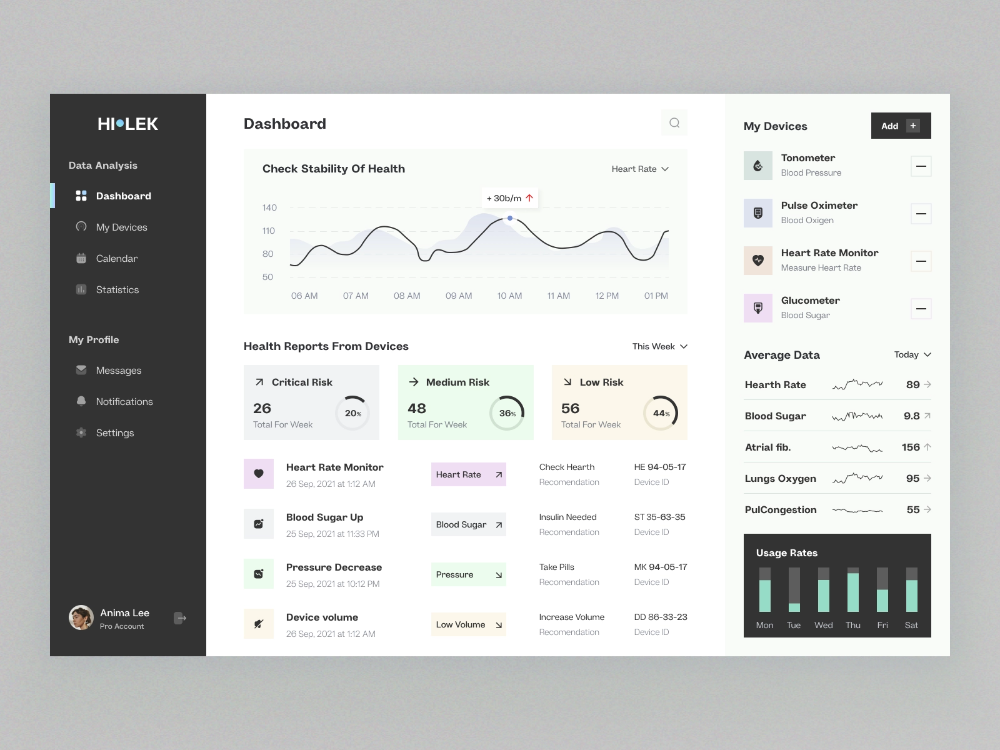 HI•LEK
Data Analysis
Dashboard
My Devices
Calendar
Statistics
My Profile
Messages
Notifications
Settings
Anima Lee
Pro Account
Dashboard
Check Stability Of Health
Heart Rate
+ 30b/m ↑
140
110
80
50
06 AM 07 AM 08 AM 09 AM 10 AM 11 AM 12 PM 01 PM
Health Reports From Devices
This Week
Critical Risk
26
Total For Week
20%
Medium Risk
48
Total For Week
36%
Low Risk
56
Total For Week
44%
Heart Rate Monitor
26 Sep, 2021 at 1:12 AM
Heart Rate
Check Hearth
Recomendation
HE 94-05-17
Device ID
Blood Sugar Up
25 Sep, 2021 at 11:33 PM
Blood Sugar
Insulin Needed
Recomendation
ST 35-63-35
Device ID
Pressure Decrease
25 Sep, 2021 at 10:12 PM
Pressure
Take Pills
Recomendation
MK 94-05-17
Device ID
Device volume
26 Sep, 2021 at 1:12 AM
Low Volume
Increase Volume
Recomendation
DD 86-33-23
Device ID
My Devices
Add +
Tonometer
Blood Pressure
Pulse Oximeter
Blood Oxigen
Heart Rate Monitor
Measure Heart Rate
Glucometer
Blood Sugar
Average Data
Today
Hearth Rate 89 →
Blood Sugar 9.8 ↗
Atrial fib. 156 ↑
Lungs Oxygen 95 →
PulCongestion 55 →
Usage Rates
Mon Tue Wed Thu Fri Sat